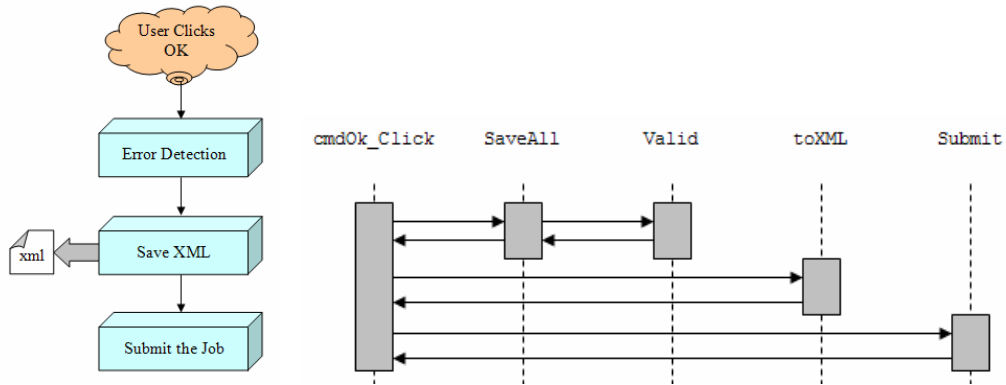 User Clicks
OK
Error Detection
Save XML
xml
Submit the Job
cmdOk_Click SaveAll Valid toXML Submit